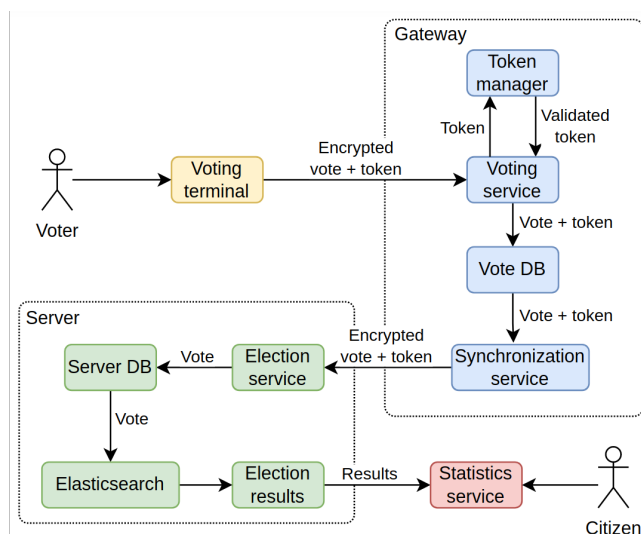 Gateway
Token
manager
Token
Validated
token
Encrypted
vote + token
Voting
terminal
Voting
service
Voter
Vote + token
Vote DB
Vote + token
Server
Encrypted
vote + token
Synchronization
service
Election
service
Vote
Server DB
Vote
Elasticsearch
Election
results
Results
Statistics
service
Citizen